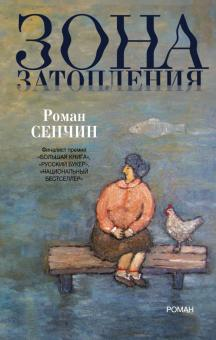 ЗОНА
ЗАТОПЛЕНИЯ
Роман
СЕНЧИН
Финалист премий
«БОЛЬШАЯ КНИГА»,
«РУССКИЙ БУКЕР»,
«НАЦИОНАЛЬНЫЙ
БЕСТСЕЛЛЕР»
РОМАН